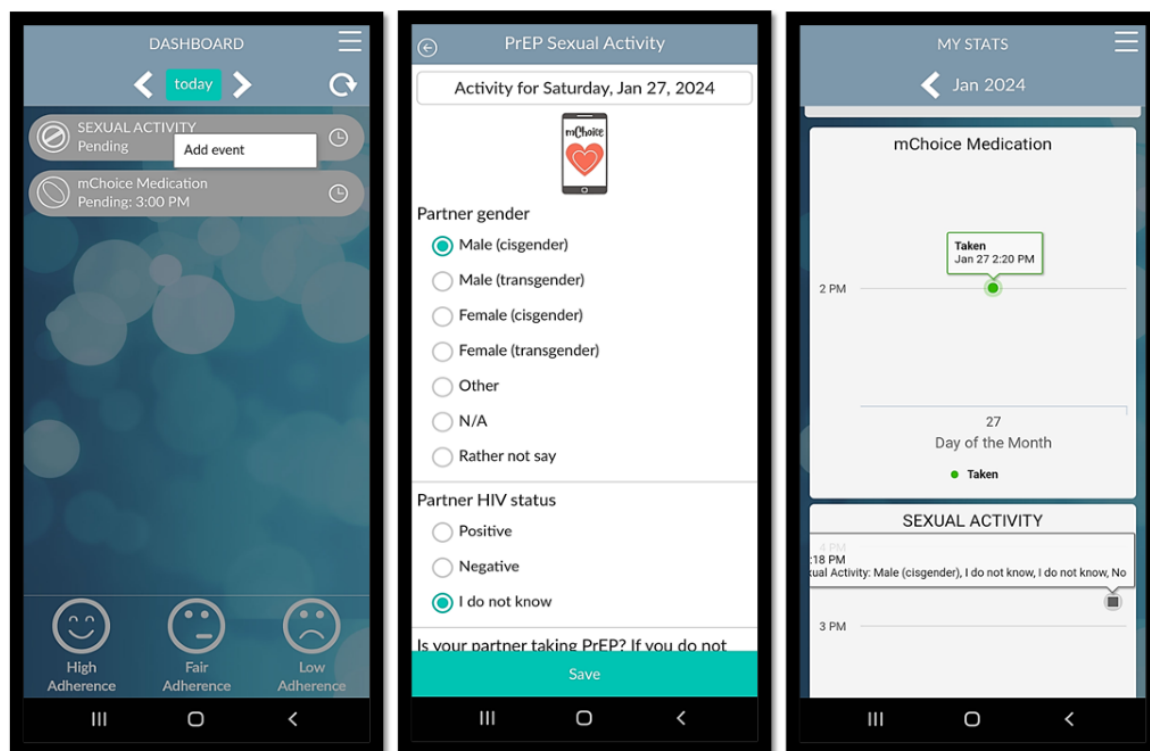 DASHBOARD
today
SEXUAL ACTIVITY
Pending
Add event
mChoice Medication
Pending: 3:00 PM
High
Adherence
Fair
Adherence
Low
Adherence
PrEP Sexual Activity
Activity for Saturday, Jan 27, 2024
mChoice
Partner gender
Male (cisgender)
Male (transgender)
Female (cisgender)
Female (transgender)
Other
N/A
Rather not say
Partner HIV status
Positive
Negative
I do not know
Is your partner taking PrEP? If you do not
Save
MY STATS
Jan 2024
mChoice Medication
Taken
Jan 27 2:20 PM
2 PM
27
Day of the Month
Taken
SEXUAL ACTIVITY
4 PM
:18 PM
xual Activity: Male (cisgender), I do not know, I do not know, No
3 PM